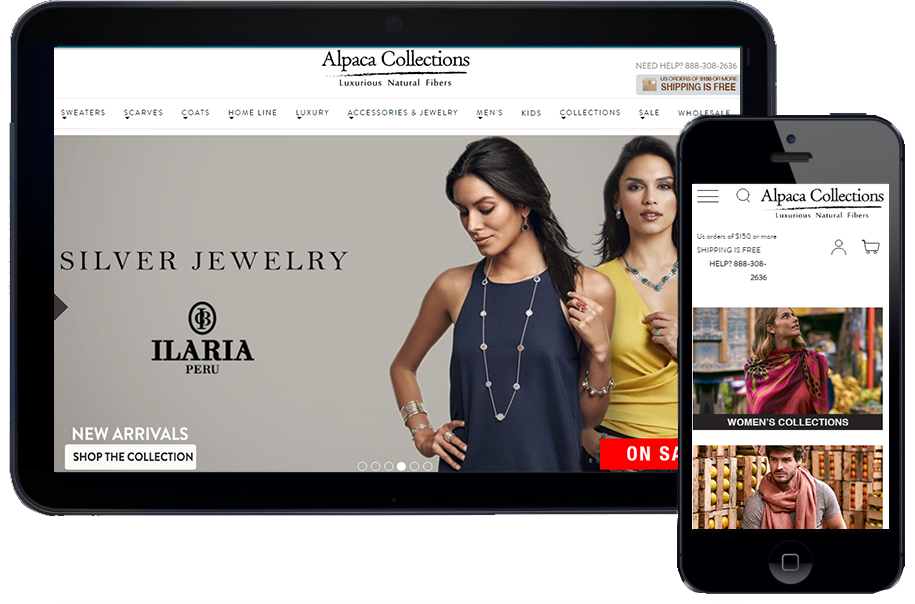 Alpaca Collections
Luxurious Natural Fibers
NEED HELP? 888-308-2636
US ORDERS OF $150 OR MORE
SHIPPING IS FREE
SWEATERS SCARVES COATS HOME LINE LUXURY ACCESSORIES & JEWELRY MEN'S KIDS COLLECTIONS SALE WHOLESALE
SILVER JEWELRY
ILARIA
PERU
NEW ARRIVALS
SHOP THE COLLECTION
ON SA
Alpaca Collections
Luxurious Natural Fibers
Us orders of $150 or more
SHIPPING IS FREE
HELP? 888-308-
2636
WOMEN'S COLLECTIONS